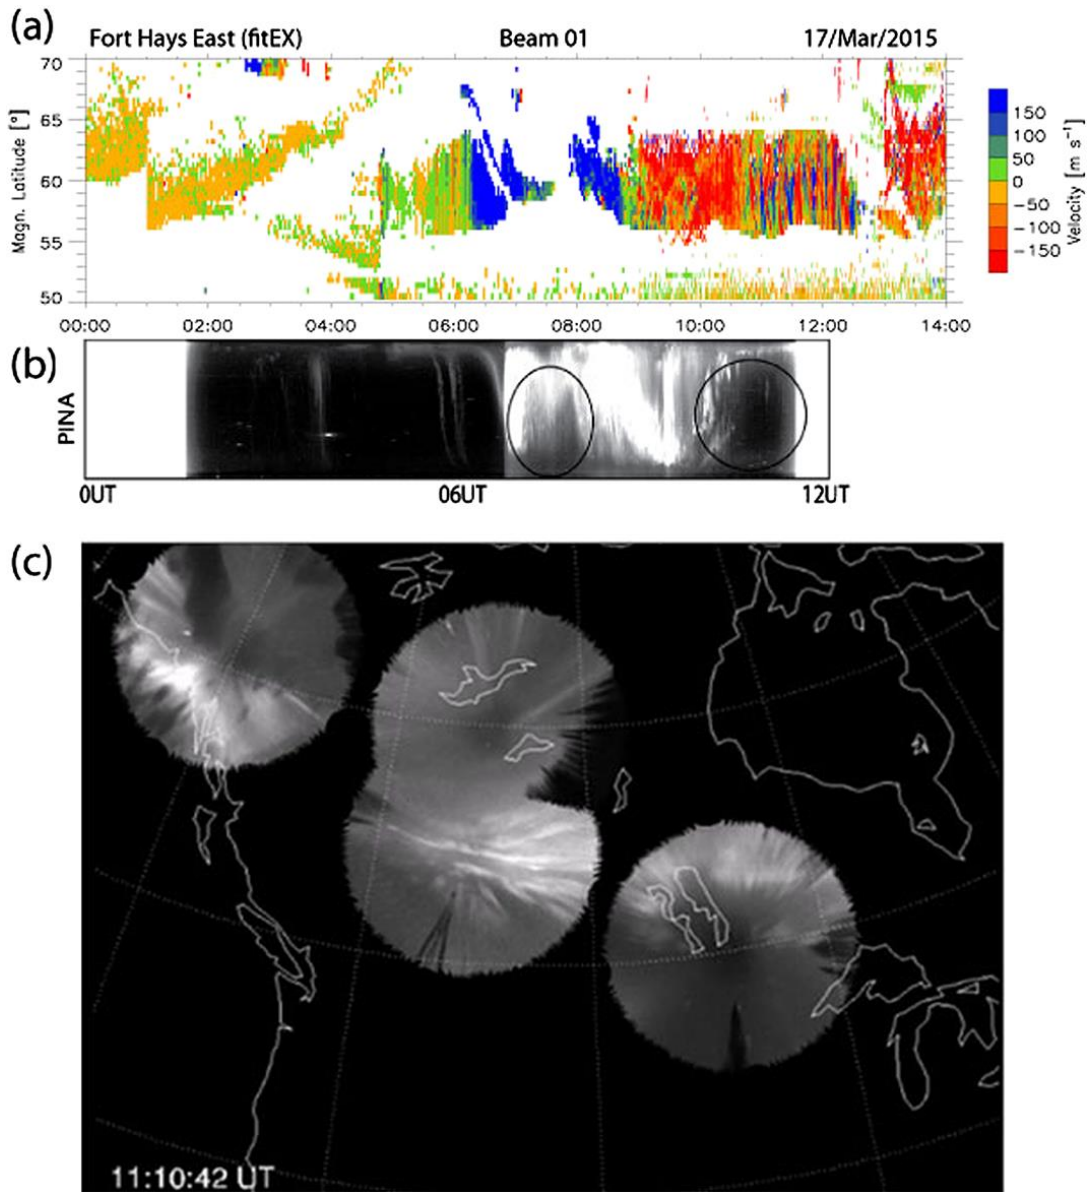 (a)
Fort Hays East (fitEX) Beam 01 17/Mar/2015
Magn. Latitude [°]
70
65
60
55
50
00:00 02:00 04:00 06:00 08:00 10:00 12:00 14:00
150
100
50
0
−50
−100
−150
Velocity [m s⁻¹]
(b)
PINA
0UT 06UT 12UT
(c)
11:10:42 UT